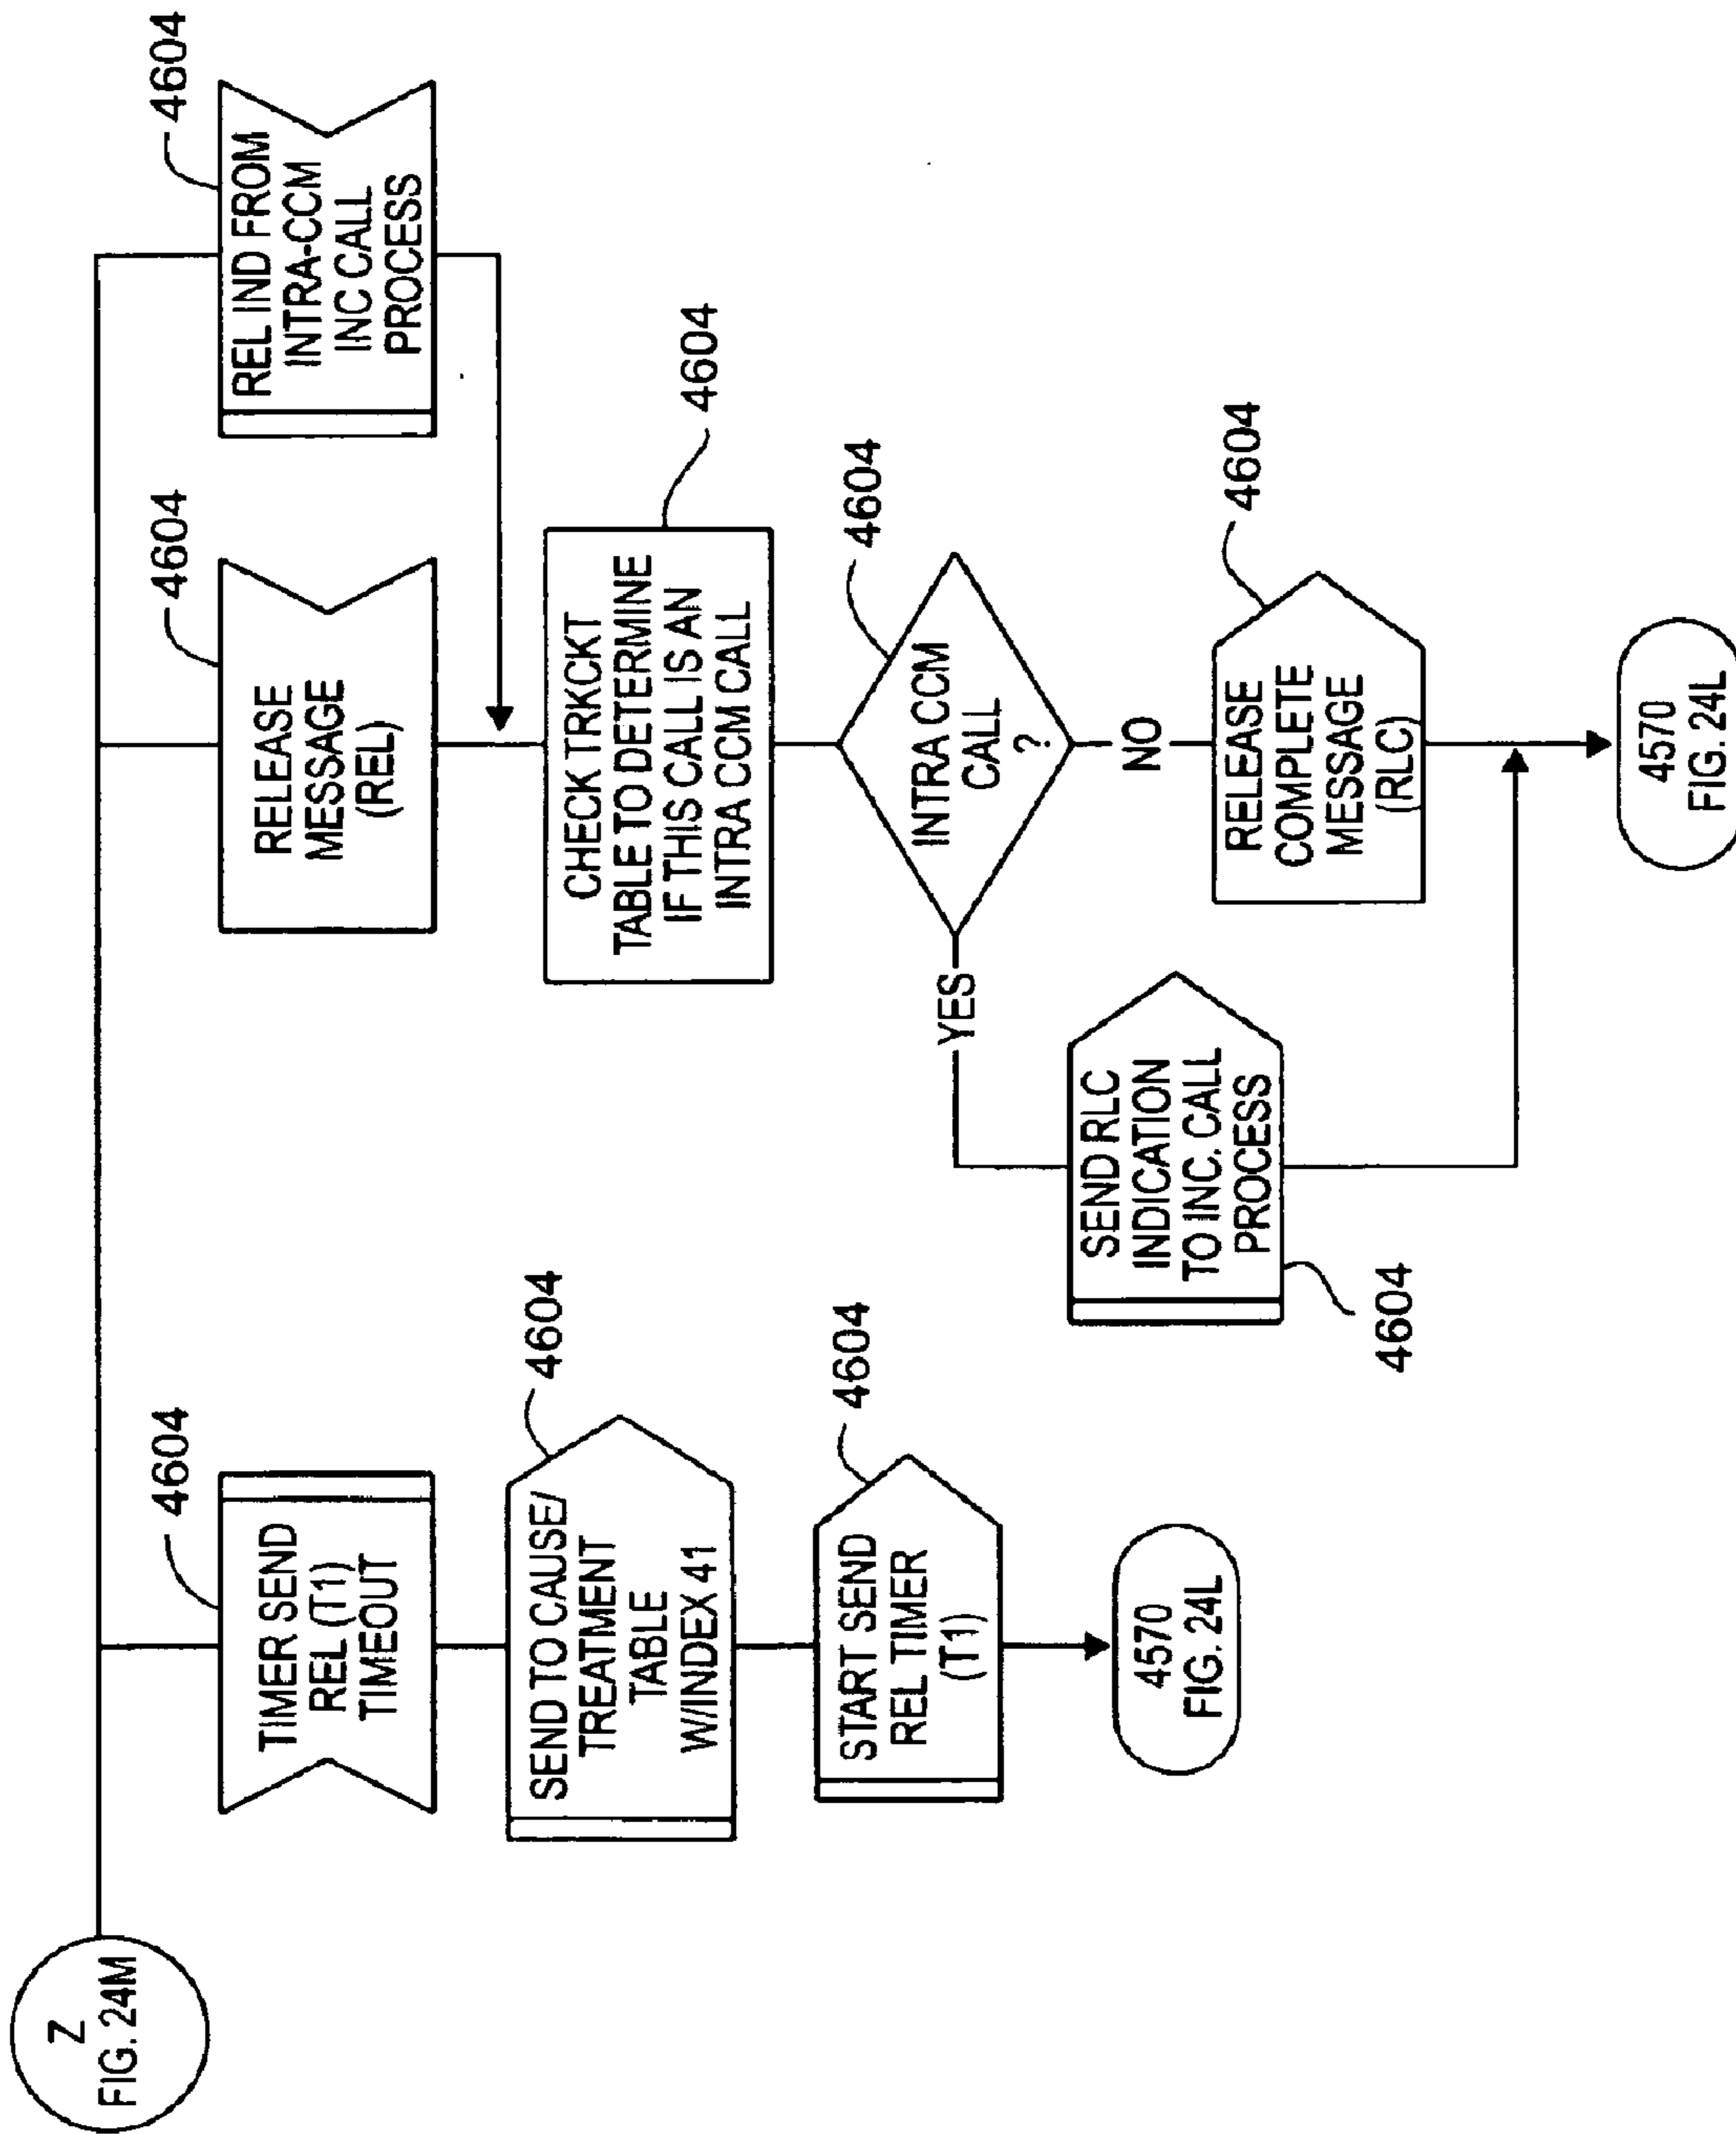 Z
FIG. 24M
4604
TIMER SEND
REL (T1)
TIMEOUT
4604
SEND TO CAUSE/
TREATMENT
TABLE
W/INDEX 41
4604
START SEND
REL TIMER
(T1)
4570
FIG. 24L
4604
RELEASE
MESSAGE
(REL)
4604
REL IND FROM
INTRA-CCM
INC CALL
PROCESS
4604
CHECK TRKCKT
TABLE TO DETERMINE
IF THIS CALL IS AN
INTRA CCM CALL
4604
INTRA CCM
CALL
?
YES
NO
SEND RLC
INDICATION
TO INC. CALL
PROCESS
4604
4604
RELEASE
COMPLETE
MESSAGE
(RLC)
4570
FIG. 24L